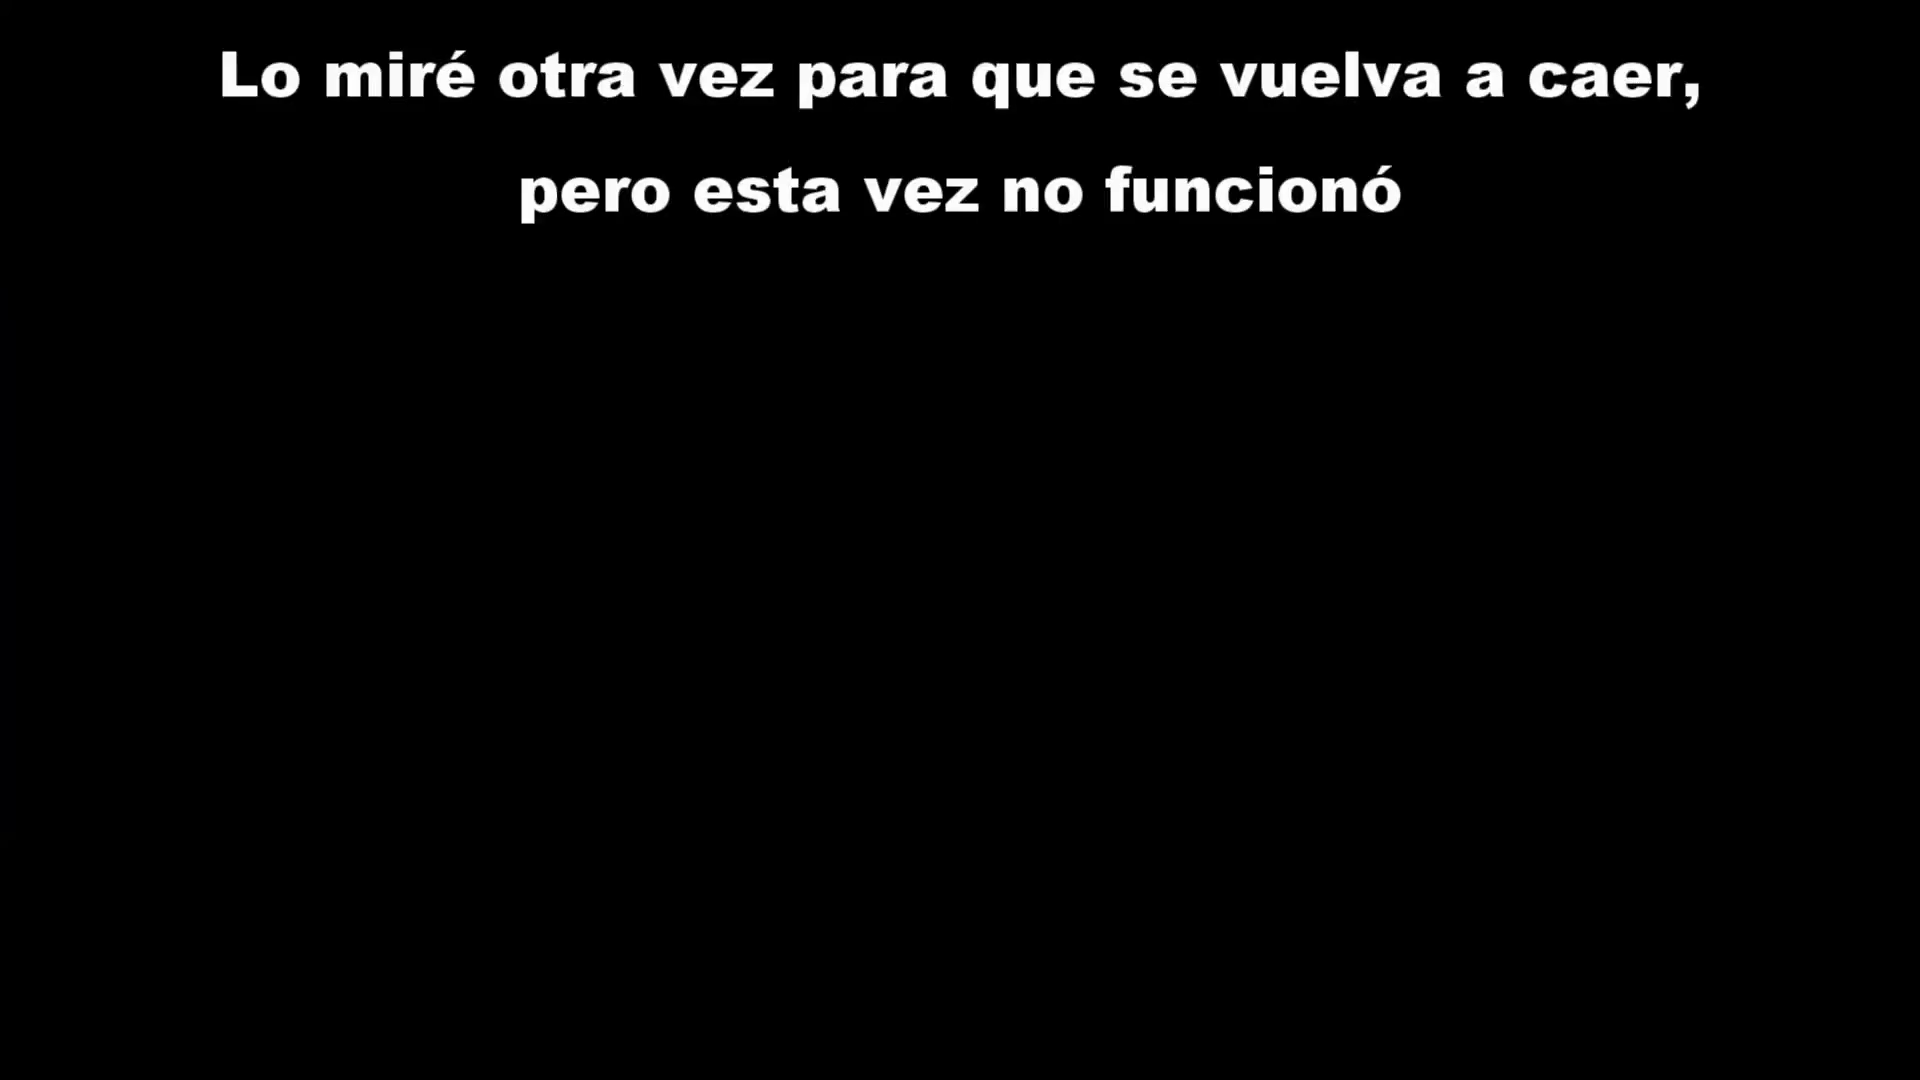 Lo miré otra vez para que se vuelva a caer,
pero esta vez no funcionó